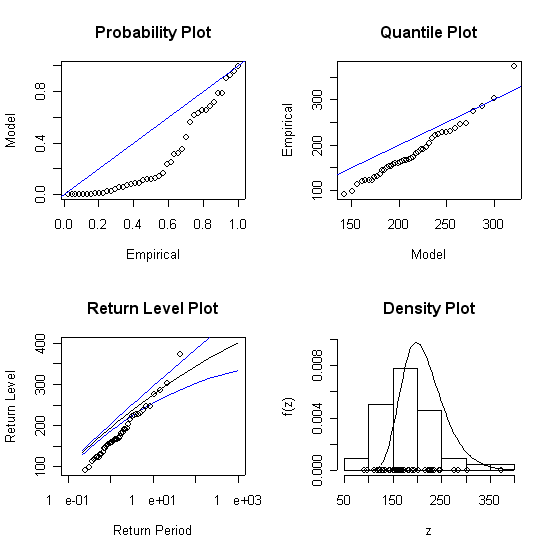 Probability Plot
Model
0.0 0.4 0.8
0.0 0.2 0.4 0.6 0.8 1.0
Empirical
Quantile Plot
Empirical
100 200 300
150 200 250 300
Model
Return Level Plot
Return Level
100 200 300 400
1 e-01 1 e+01 1 e+03
Return Period
Density Plot
f(z)
0.000 0.004 0.008
50 150 250 350
z